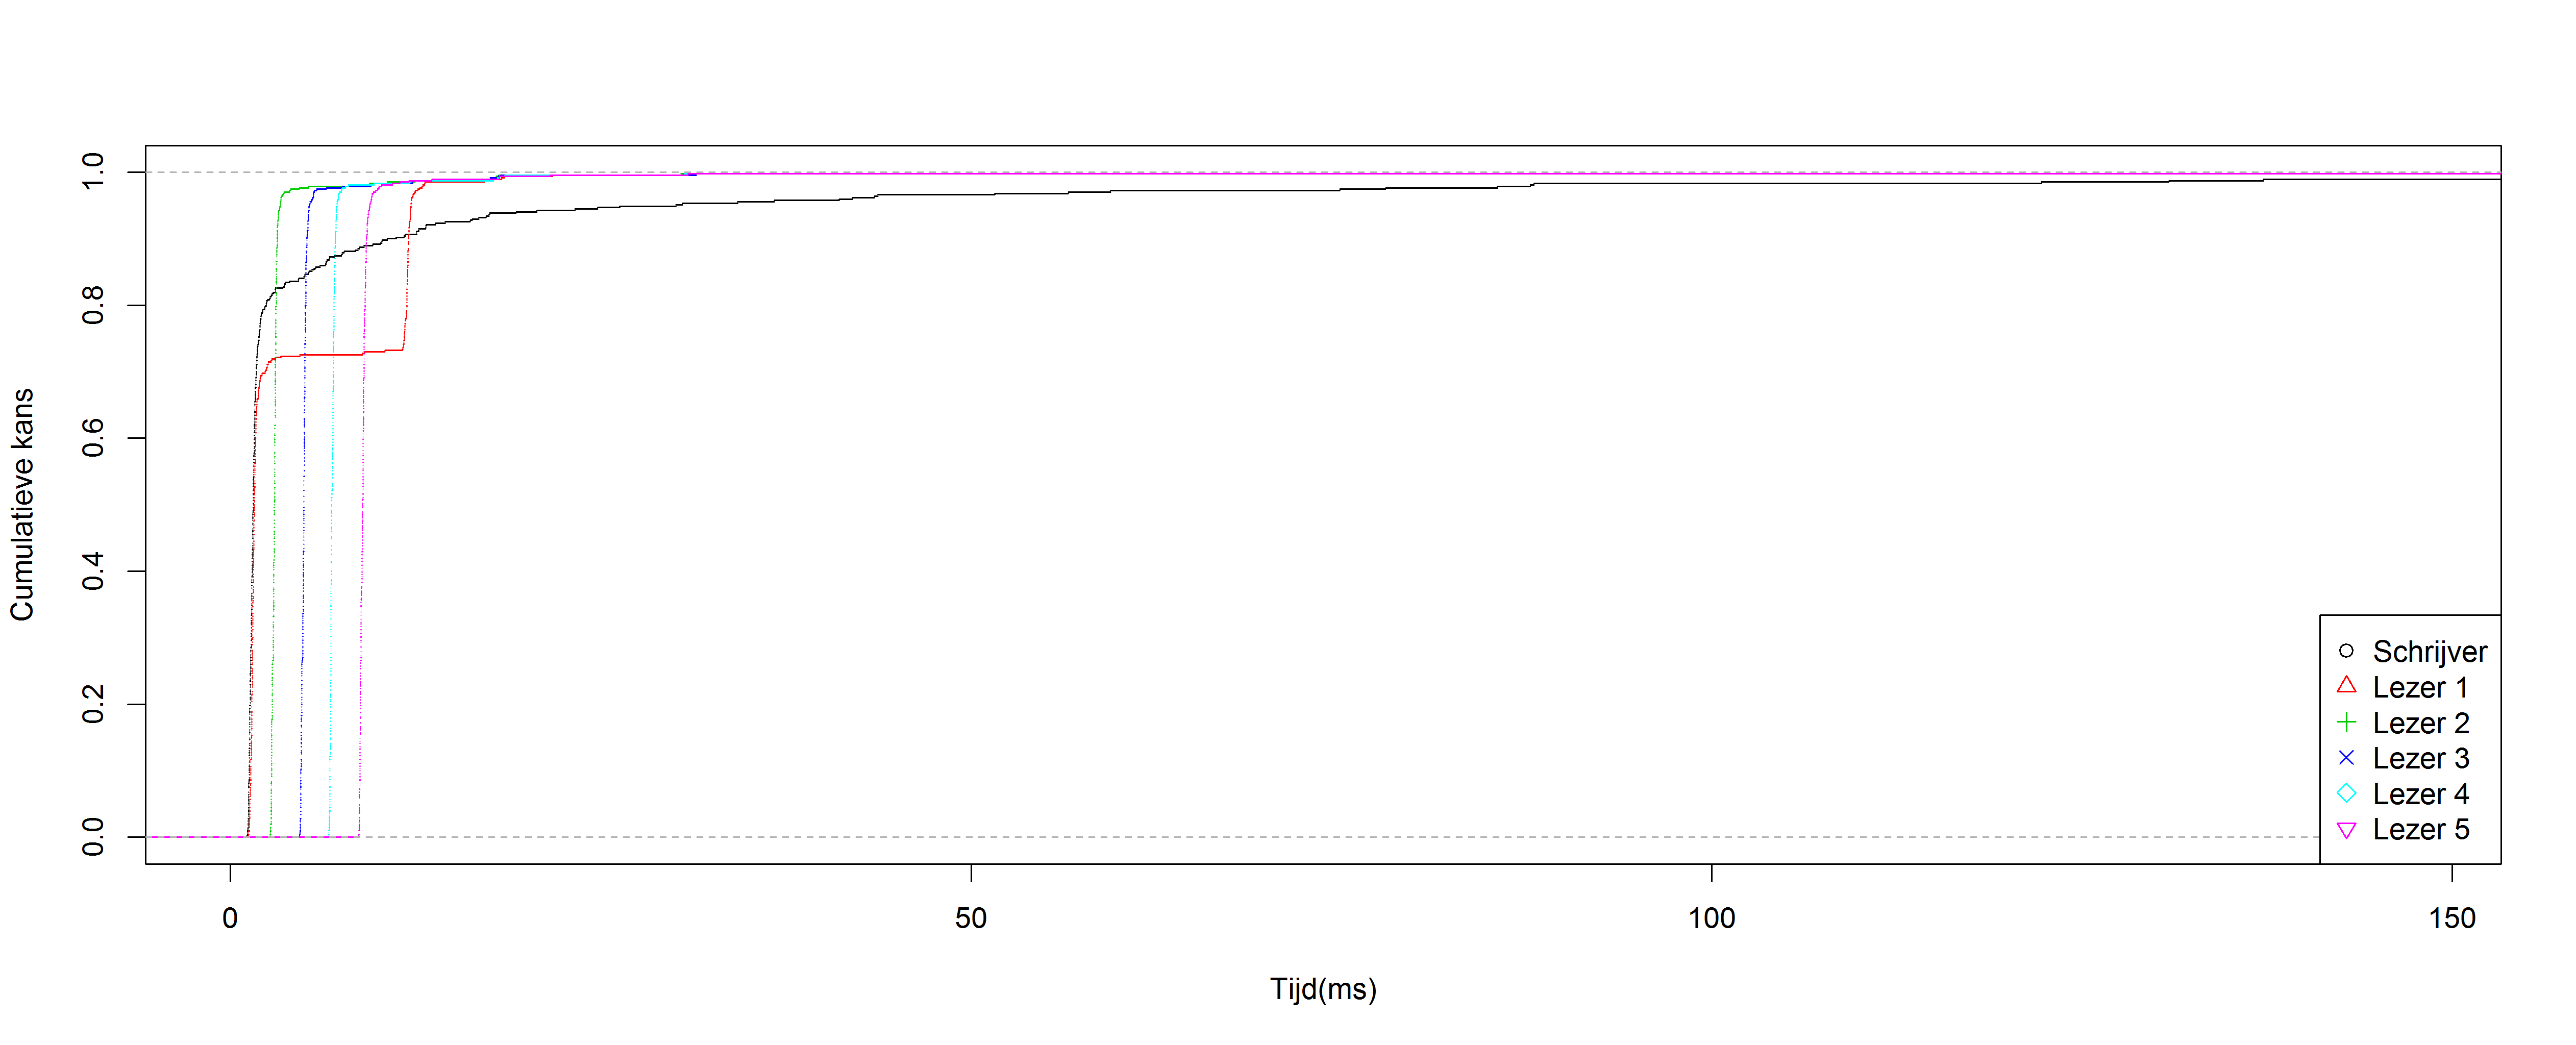 Cumulatieve kans
1.0
0.8
0.6
0.4
0.2
0.0
0
50
100
150
Tijd(ms)
Schrijver
Lezer 1
Lezer 2
Lezer 3
Lezer 4
Lezer 5